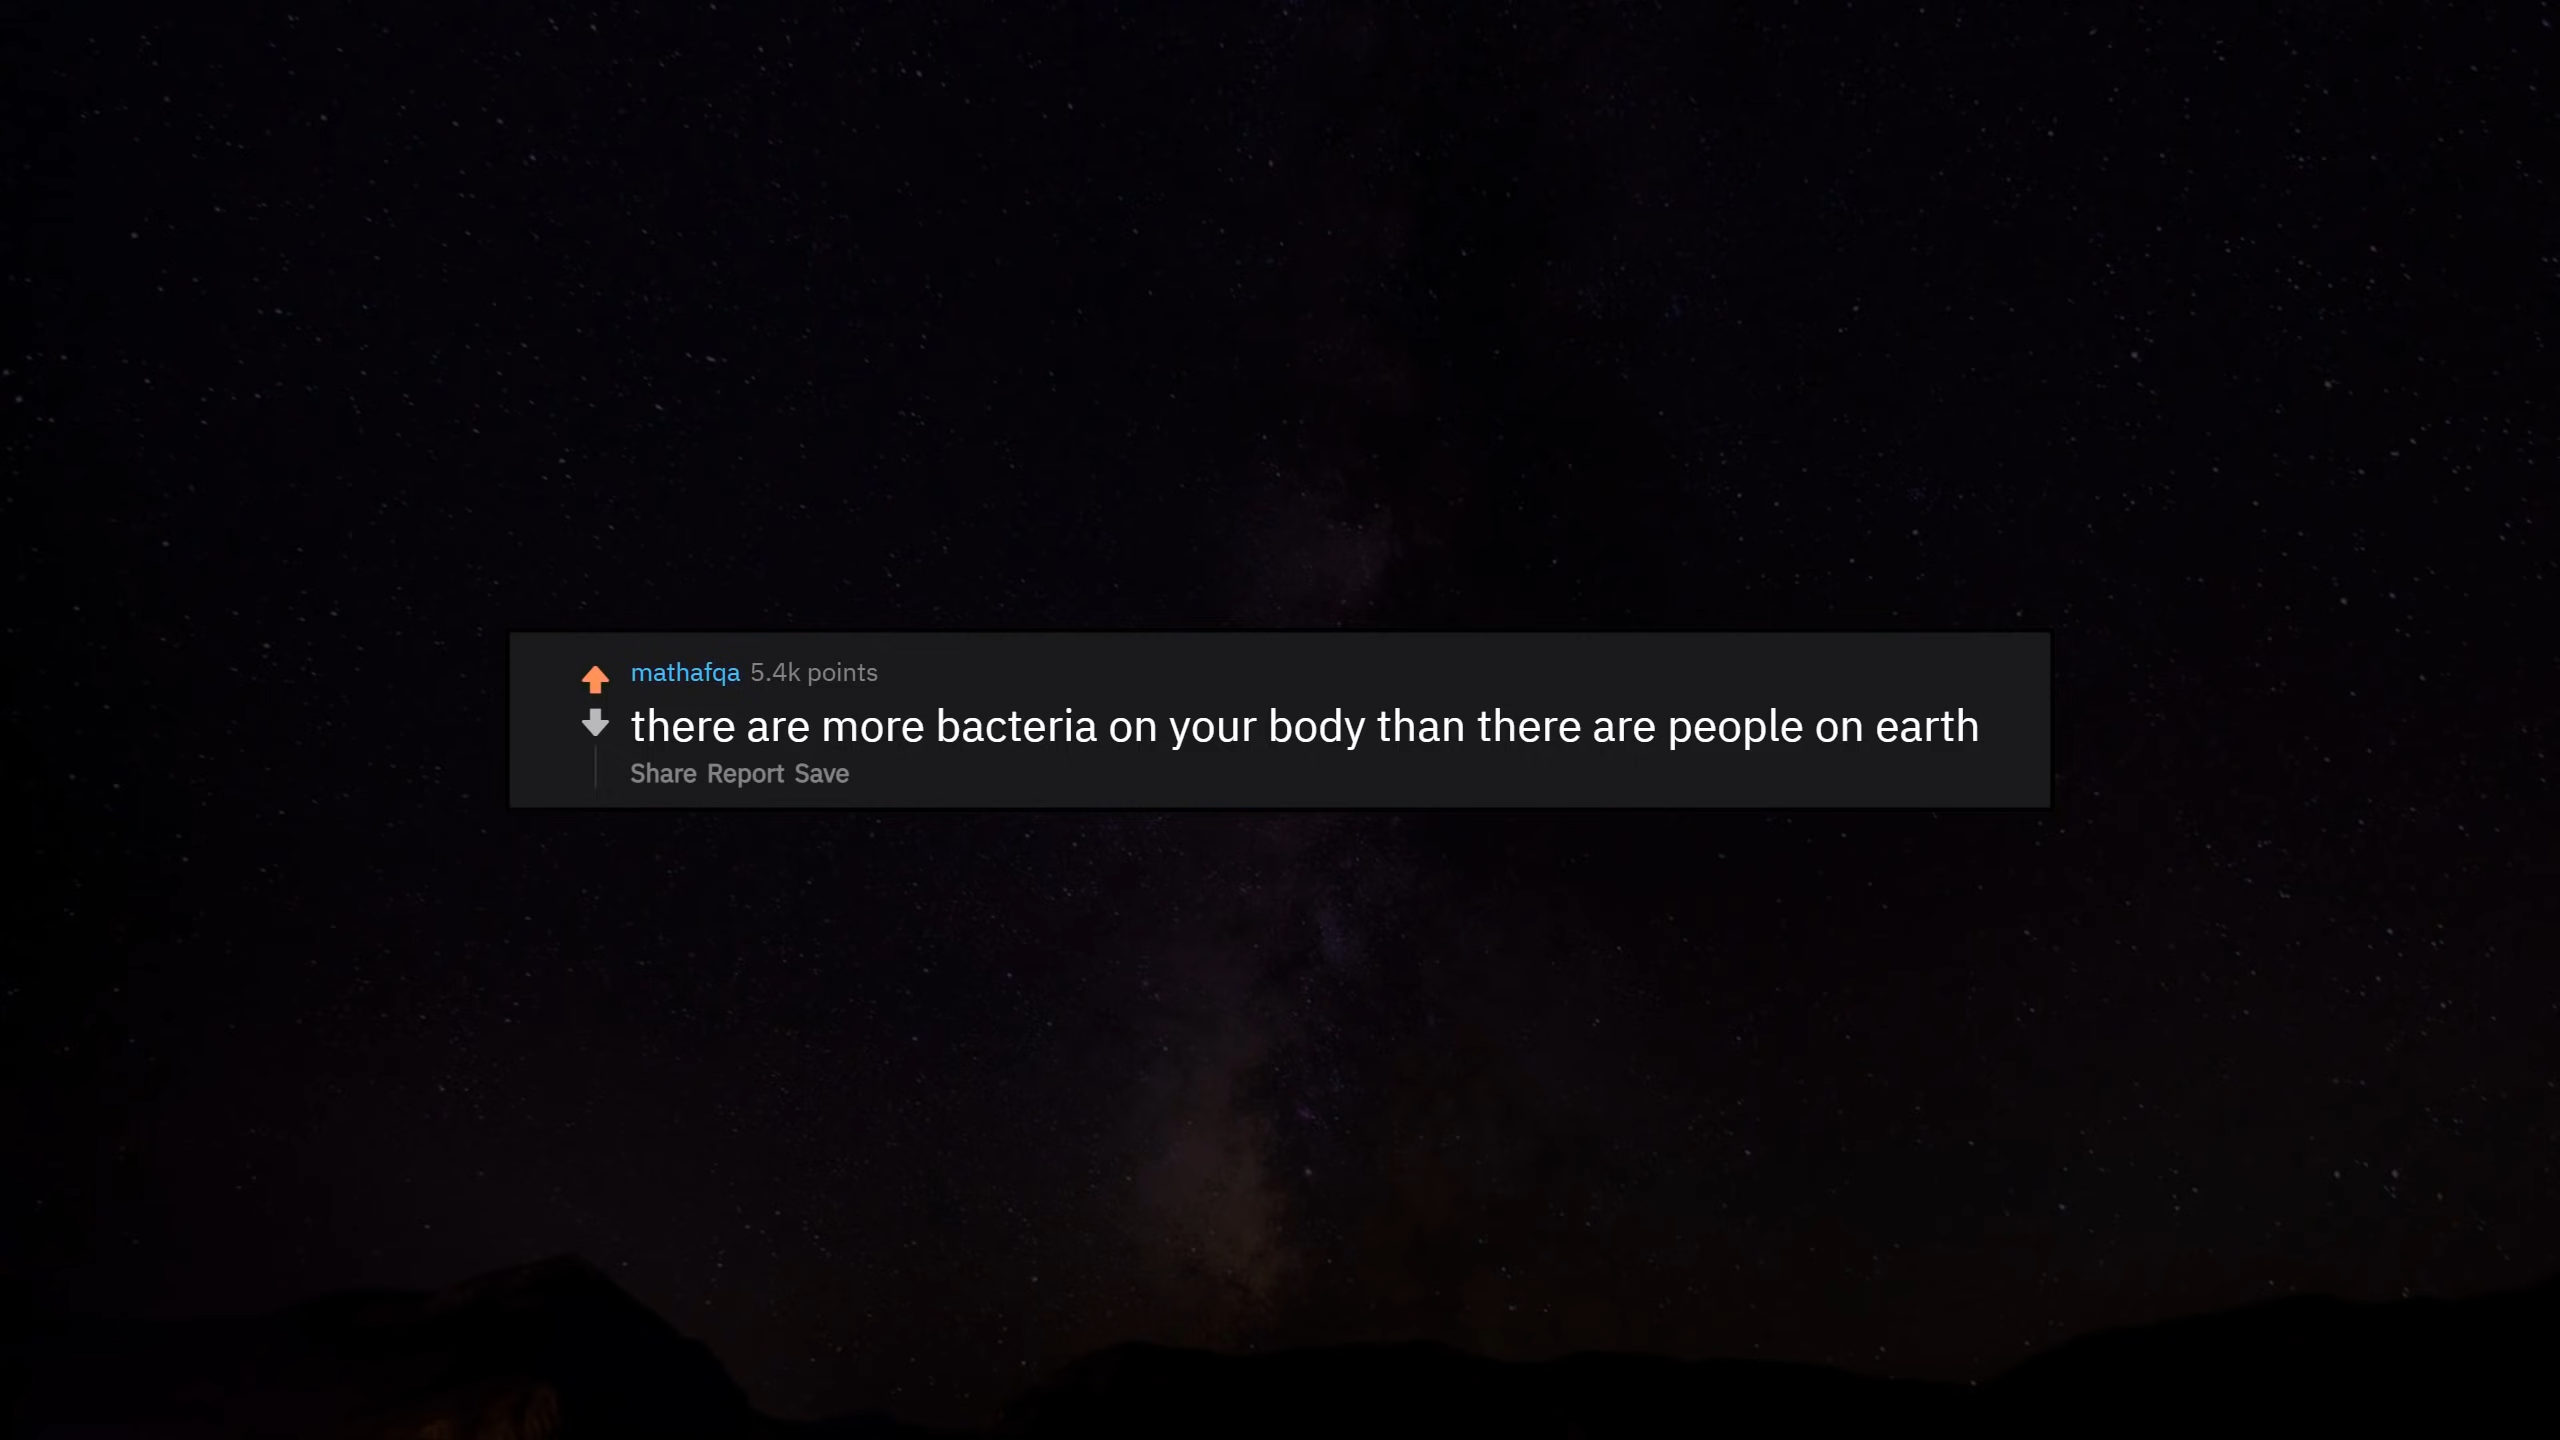 mathafqa 5.4k points
there are more bacteria on your body than there are people on earth
Share Report Save